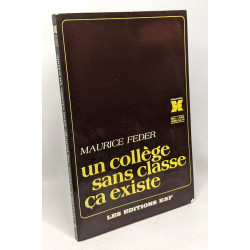 MAURICE FEDER
un collège
sans classe
ça existe
LES EDITIONS ESF